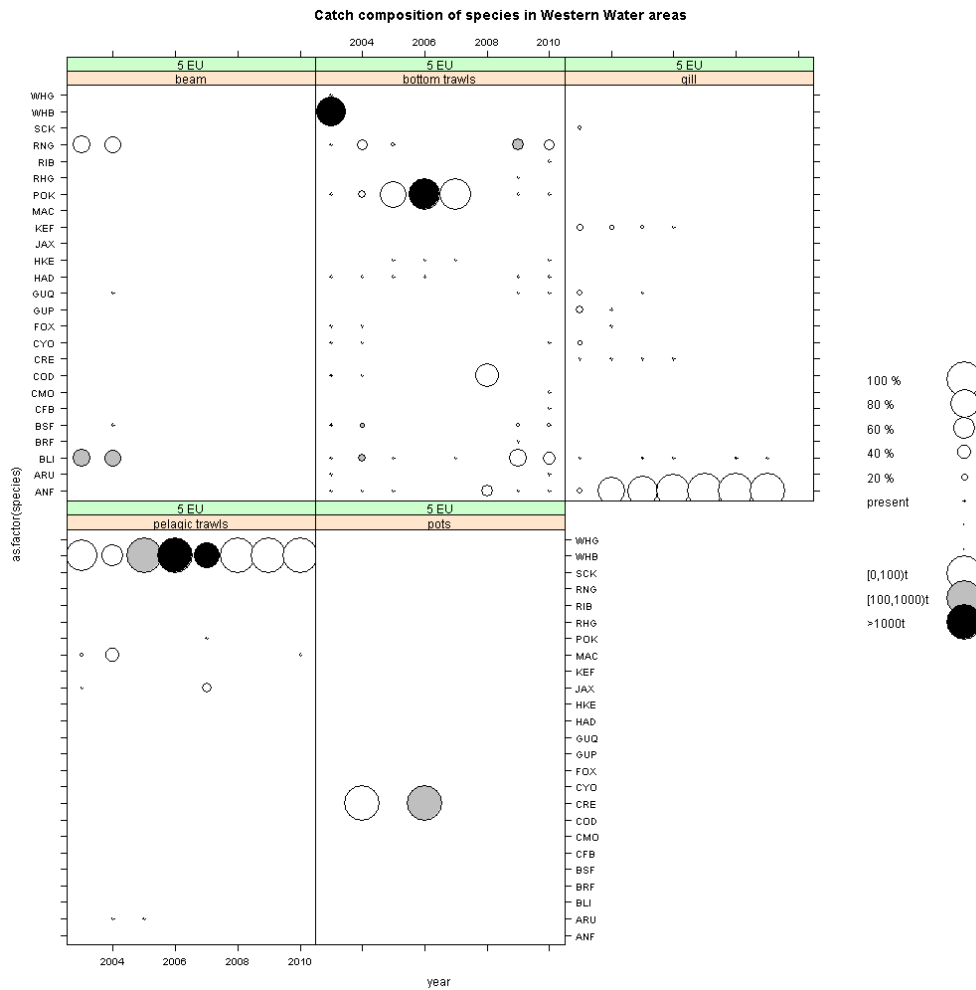 Catch composition of species in Western Water areas
2004 2006 2008 2010
5 EU 5 EU 5 EU
beam bottom trawls gill
WHG
WHB
SCK
RNG
RIB
RHG
POK
MAC
KEF
JAX
HKE
HAD
GUQ
GUP
FOX
CYO
CRE
COD
CMO
CFB
BSF
BRF
BLI
ARU
ANF
as.factor(species)
100 %
80 %
60 %
40 %
20 %
present
[0,100)t
[100,1000)t
>1000t
5 EU 5 EU
pelagic trawls pots
WHG
WHB
SCK
RNG
RIB
RHG
POK
MAC
KEF
JAX
HKE
HAD
GUQ
GUP
FOX
CYO
CRE
COD
CMO
CFB
BSF
BRF
BLI
ARU
ANF
2004 2006 2008 2010
year